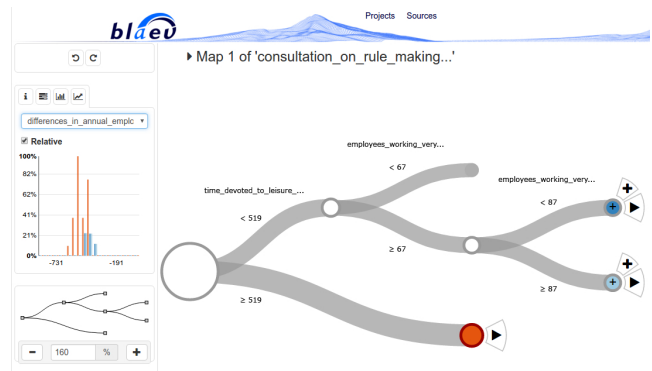 blaev
Projects Sources
Map 1 of 'consultation_on_rule_making...'
i
differences_in_annual_emplc
Relative
100%
82%
62%
41%
21%
0%
-731 -191
- 160 % +
employees_working_very...
< 67
time_devoted_to_leisure_...
< 519
employees_working_very...
< 87
≥ 67
≥ 87
≥ 519